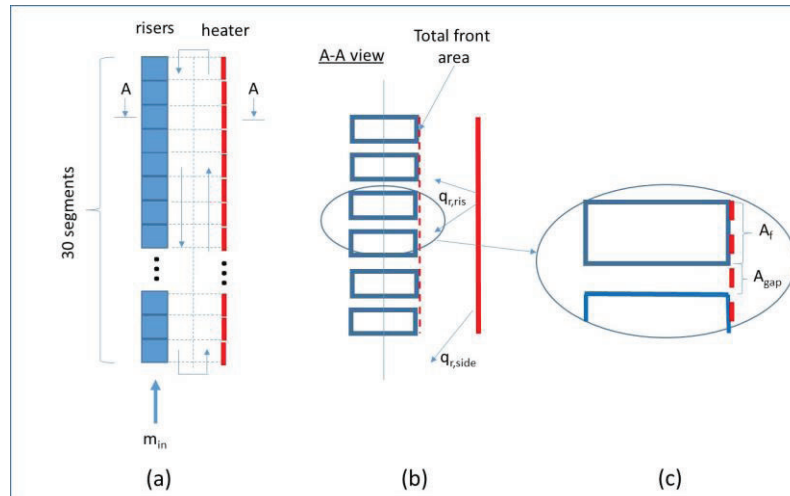 risers
heater
A
A
30 segments
m_in
(a)
A-A view
Total front
area
q_r,ris
q_r,side
(b)
A_f
A_gap
(c)